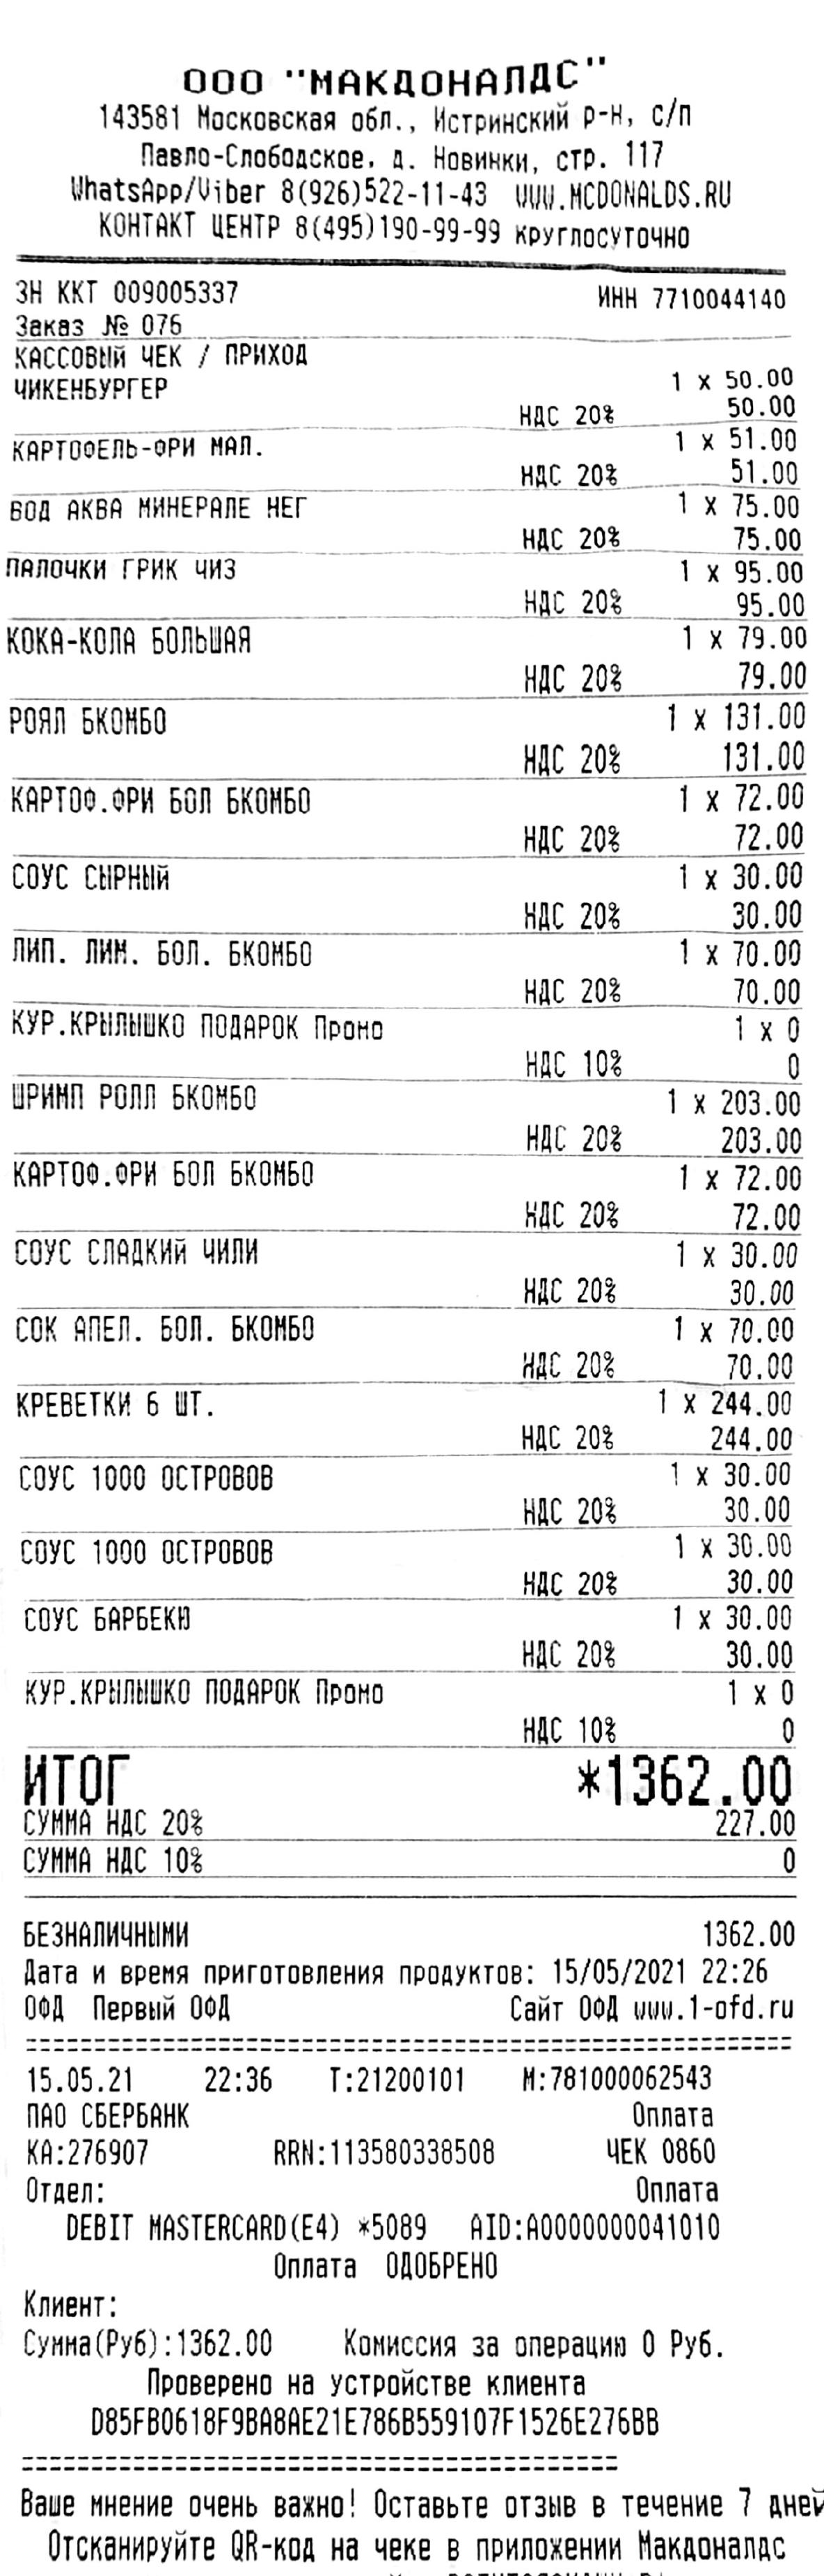 ООО "МАКДОНАЛДС"
143581 Московская обл., Истринский р-н, с/п
Павло-Слободское, д. Новинки, стр. 117
WhatsApp/Viber 8(926)522-11-43 WWW.MCDONALDS.RU
КОНТАКТ ЦЕНТР 8(495)190-99-99 круглосуточно
ЗН ККТ 009005337 ИНН 7710044140
Заказ № 076
КАССОВЫЙ ЧЕК / ПРИХОД
ЧИКЕНБУРГЕР 1 x 50.00
НДС 20% 50.00
КАРТОФЕЛЬ-ФРИ МАЛ. 1 x 51.00
НДС 20% 51.00
ВОД АКВА МИНЕРАЛЕ НЕГ 1 x 75.00
НДС 20% 75.00
ПАЛОЧКИ ГРИК ЧИЗ 1 x 95.00
НДС 20% 95.00
КОКА-КОЛА БОЛЬШАЯ 1 x 79.00
НДС 20% 79.00
РОЯЛ БКОМБО 1 x 131.00
НДС 20% 131.00
КАРТОФ.ФРИ БОЛ БКОМБО 1 x 72.00
НДС 20% 72.00
СОУС СЫРНЫЙ 1 x 30.00
НДС 20% 30.00
ЛИП. ЛИМ. БОЛ. БКОМБО 1 x 70.00
НДС 20% 70.00
КУР.КРЫЛЫШКО ПОДАРОК Промо 1 x 0
НДС 10% 0
ШРИМП РОЛЛ БКОМБО 1 x 203.00
НДС 20% 203.00
КАРТОФ.ФРИ БОЛ БКОМБО 1 x 72.00
НДС 20% 72.00
СОУС СЛАДКИЙ ЧИЛИ 1 x 30.00
НДС 20% 30.00
СОК АПЕЛ. БОЛ. БКОМБО 1 x 70.00
НДС 20% 70.00
КРЕВЕТКИ 6 ШТ. 1 x 244.00
НДС 20% 244.00
СОУС 1000 ОСТРОВОВ 1 x 30.00
НДС 20% 30.00
СОУС 1000 ОСТРОВОВ 1 x 30.00
НДС 20% 30.00
СОУС БАРБЕКЮ 1 x 30.00
НДС 20% 30.00
КУР.КРЫЛЫШКО ПОДАРОК Промо 1 x 0
НДС 10% 0
ИТОГ *1362.00
СУММА НДС 20% 227.00
СУММА НДС 10% 0
БЕЗНАЛИЧНЫМИ 1362.00
Дата и время приготовления продуктов: 15/05/2021 22:26
ОФД Первый ОФД Сайт ОФД www.1-ofd.ru
15.05.21 22:36 Т:21200101 М:781000062543
ПАО СБЕРБАНК Оплата
КА:276907 RRN:113580338508 ЧЕК 0860
Отдел: Оплата
DEBIT MASTERCARD(E4) *5089 AID:A0000000041010
Оплата ОДОБРЕНО
Клиент:
Сумма(Руб):1362.00 Комиссия за операцию 0 Руб.
Проверено на устройстве клиента
D85FB0618F9BA8AE21E786B559107F1526E276BB
Ваше мнение очень важно! Оставьте отзыв в течение 7 дней
Отсканируйте QR-код на чеке в приложении Макдоналдс